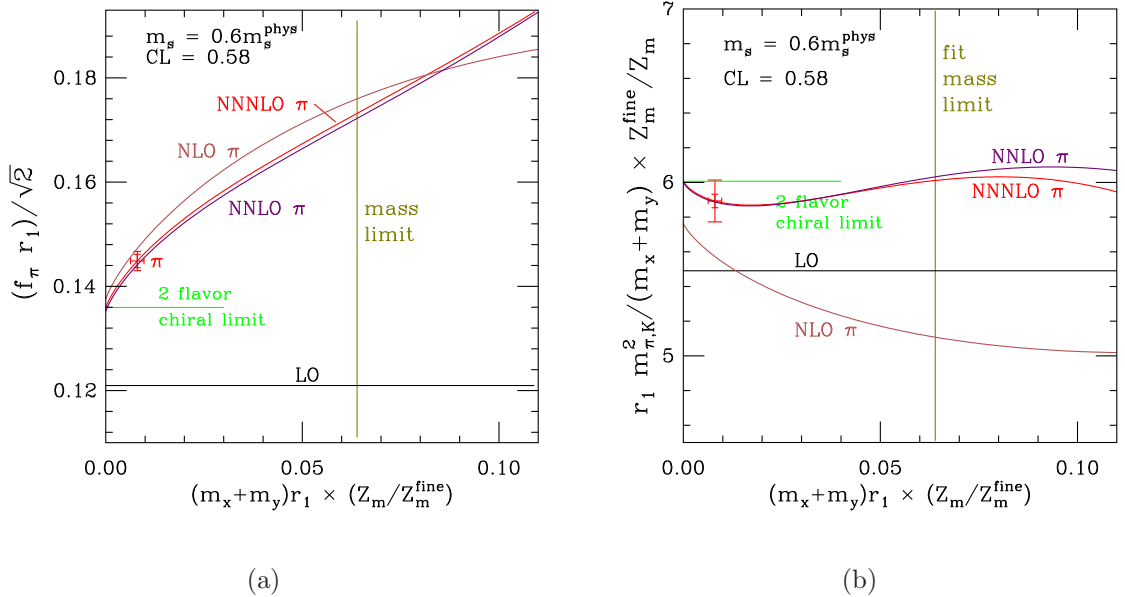 m_s = 0.6m_s^phys
CL = 0.58
NNNLO π
NLO π
NNLO π
mass
limit
π
2 flavor
chiral limit
LO
0.18
0.16
0.14
0.12
0.00
0.05
0.10
(f_π r_1)/√2
(m_x+m_y)r_1 × (Z_m/Z_m^fine)
(a)
m_s = 0.6m_s^phys
CL = 0.58
fit
mass
limit
NNLO π
NNNLO π
2 flavor
chiral limit
LO
NLO π
7
6
5
0.00
0.05
0.10
r_1 m^2_π,K/(m_x+m_y) × Z_m^fine/Z_m
(m_x+m_y)r_1 × (Z_m/Z_m^fine)
(b)